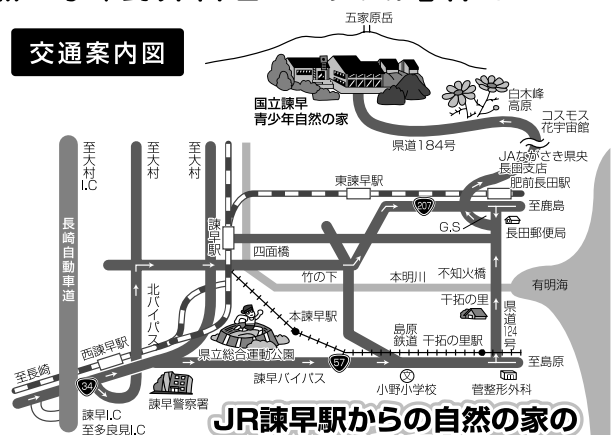 五家原岳
交通案内図
国立諫早
青少年自然の家
白木峰
高原
コスモス
花宇宙館
県道184号
JAながさき県央
長田支店
肥前長田駅
至大村
I.C
至大村
至大村
東諫早駅
207
至鹿島
諫早駅
G.S
長田郵便局
四面橋
長崎自動車道
竹の下
本明川
不知火橋
有明海
北バイパス
干拓の里
県道124号
本諫早駅
島原
鉄道
干拓の里駅
西諫早駅
県立総合運動公園
至長崎
57
至島原
34
諫早バイパス
諫早警察署
小野小学校
菅整形外科
諫早I.C
至多良見I.C
JR諫早駅からの自然の家の